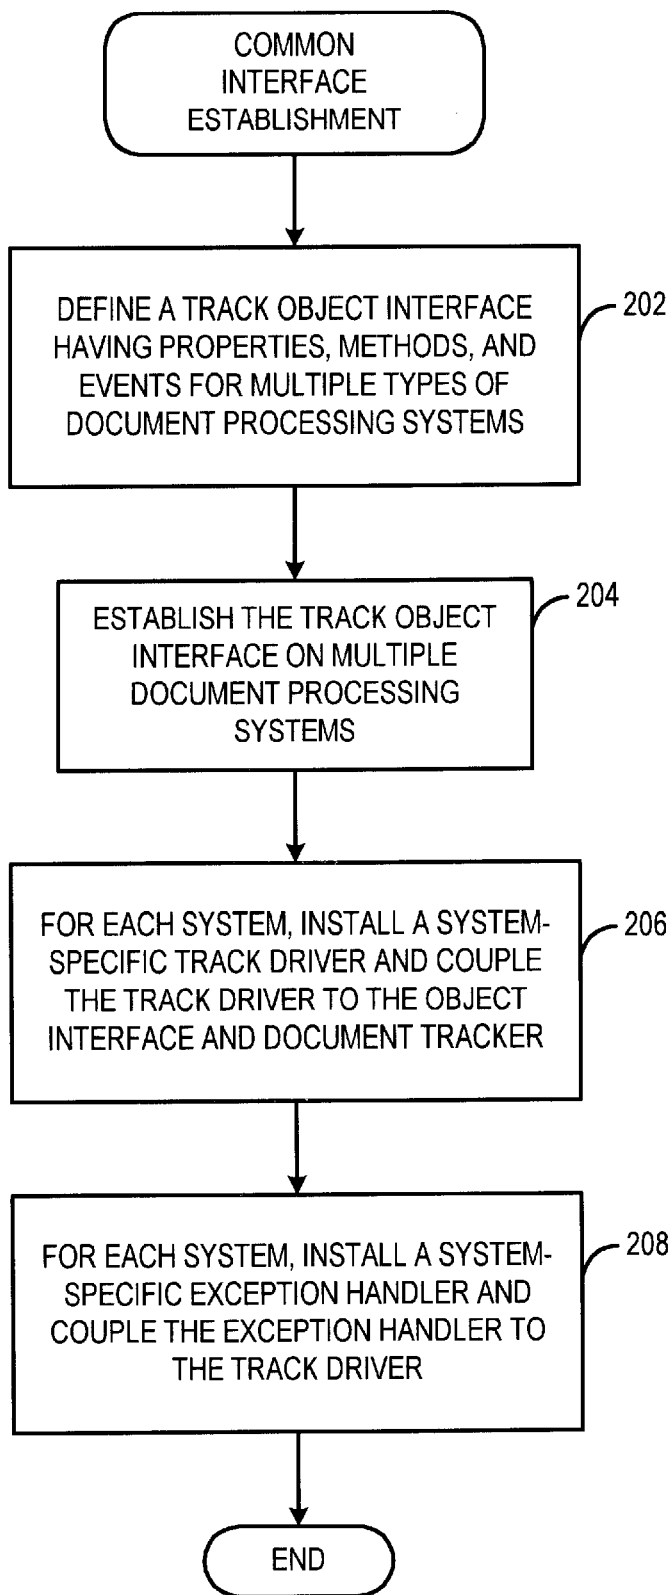 COMMON
INTERFACE
ESTABLISHMENT
DEFINE A TRACK OBJECT INTERFACE
HAVING PROPERTIES, METHODS, AND
EVENTS FOR MULTIPLE TYPES OF
DOCUMENT PROCESSING SYSTEMS
202
ESTABLISH THE TRACK OBJECT
INTERFACE ON MULTIPLE
DOCUMENT PROCESSING
SYSTEMS
204
FOR EACH SYSTEM, INSTALL A SYSTEM-
SPECIFIC TRACK DRIVER AND COUPLE
THE TRACK DRIVER TO THE OBJECT
INTERFACE AND DOCUMENT TRACKER
206
FOR EACH SYSTEM, INSTALL A SYSTEM-
SPECIFIC EXCEPTION HANDLER AND
COUPLE THE EXCEPTION HANDLER TO
THE TRACK DRIVER
208
END